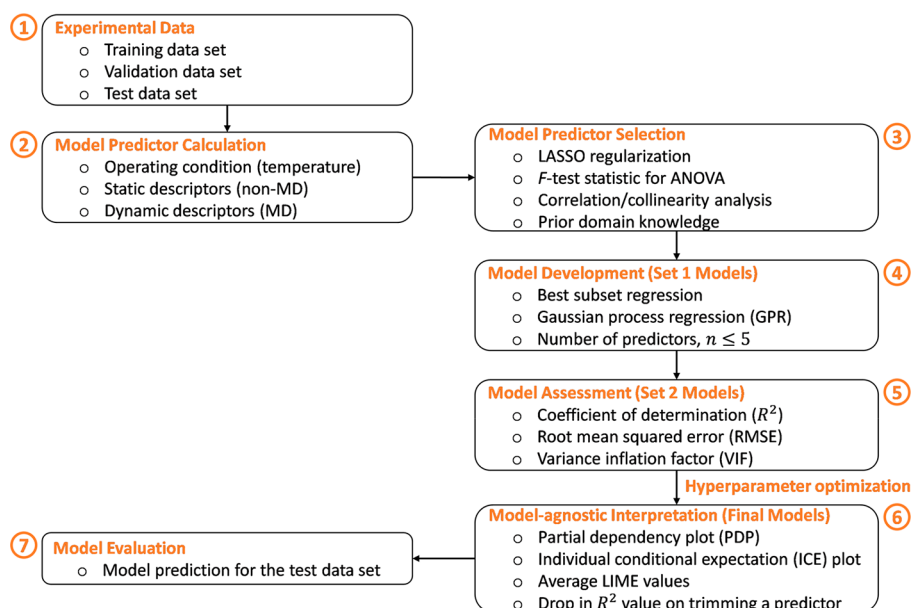 1
Experimental Data
○ Training data set
○ Validation data set
○ Test data set
2
Model Predictor Calculation
○ Operating condition (temperature)
○ Static descriptors (non-MD)
○ Dynamic descriptors (MD)
3
Model Predictor Selection
○ LASSO regularization
○ F-test statistic for ANOVA
○ Correlation/collinearity analysis
○ Prior domain knowledge
4
Model Development (Set 1 Models)
○ Best subset regression
○ Gaussian process regression (GPR)
○ Number of predictors, n ≤ 5
5
Model Assessment (Set 2 Models)
○ Coefficient of determination (R²)
○ Root mean squared error (RMSE)
○ Variance inflation factor (VIF)
Hyperparameter optimization
6
Model-agnostic Interpretation (Final Models)
○ Partial dependency plot (PDP)
○ Individual conditional expectation (ICE) plot
○ Average LIME values
○ Drop in R² value on trimming a predictor
7
Model Evaluation
○ Model prediction for the test data set